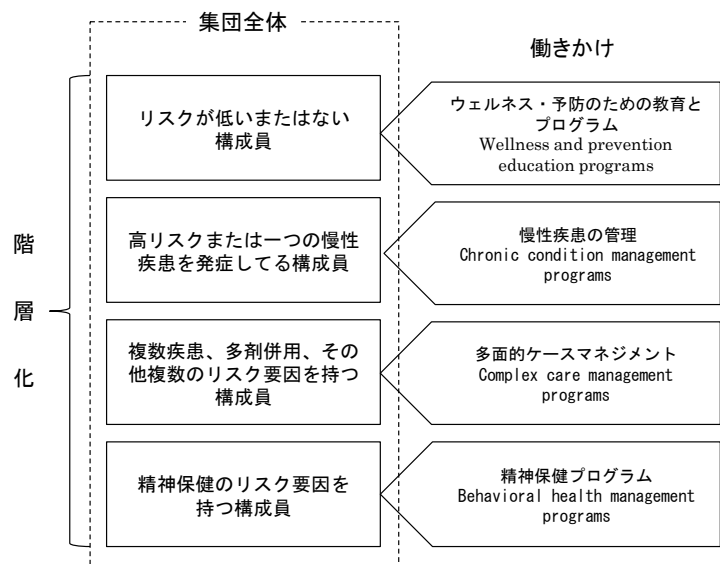 集団全体
働きかけ
階
層
化
リスクが低いまたはない
構成員
ウェルネス・予防のための教育と
プログラム
Wellness and prevention
education programs
高リスクまたは一つの慢性
疾患を発症してる構成員
慢性疾患の管理
Chronic condition management
programs
複数疾患、多剤併用、その
他複数のリスク要因を持つ
構成員
多面的ケースマネジメント
Complex care management
programs
精神保健のリスク要因を
持つ構成員
精神保健プログラム
Behavioral health management
programs